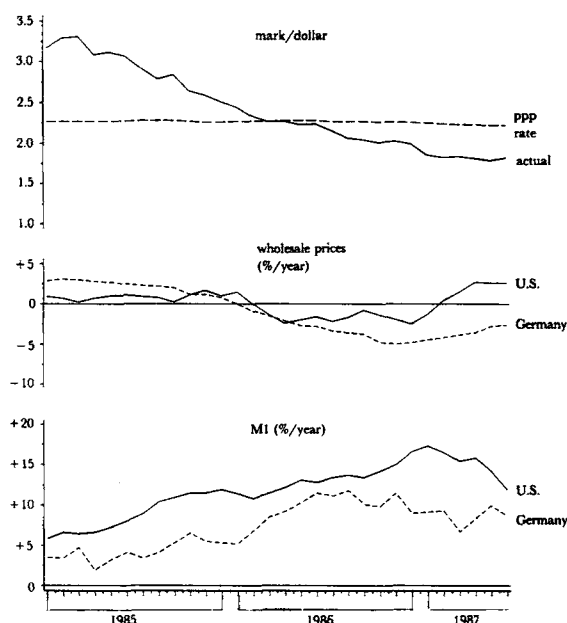 3.5
mark/dollar
3.0
2.5
PPP
rate
2.0
actual
1.5
1.0
wholesale prices
(%/year)
+5
U.S.
0
Germany
−5
−10
+20
M1 (%/year)
+15
U.S.
+10
Germany
+5
0
1985 1986 1987